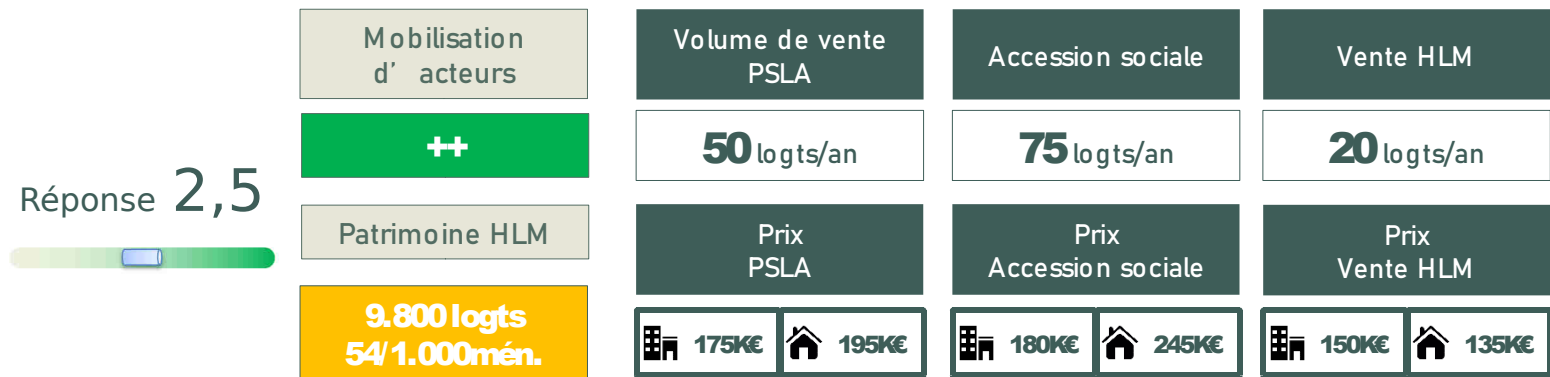 Réponse 2,5
Mobilisation
d’ acteurs
++
Patrimoine HLM
9.800 logts
54/1.000mén.
Volume de vente
PSLA
50 logts/an
Prix
PSLA
175K€ 195K€
Accession sociale
75 logts/an
Prix
Accession sociale
180K€ 245K€
Vente HLM
20 logts/an
Prix
Vente HLM
150K€ 135K€